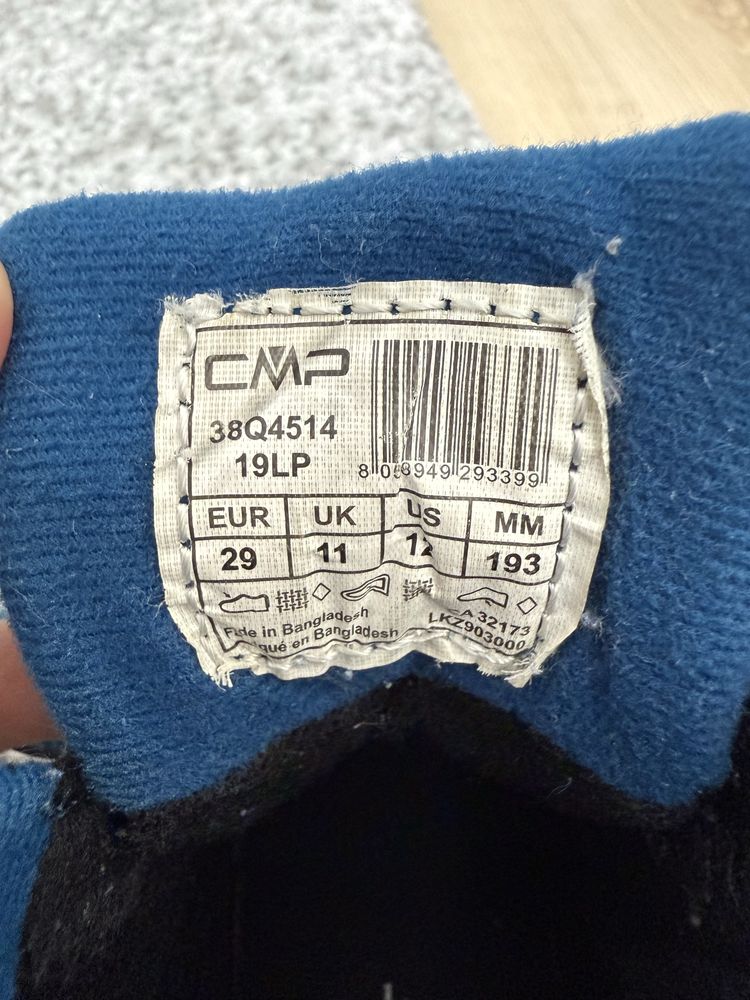 CMP
38Q4514
19LP
8 058949 293399
EUR UK US MM
29 11 12 193
in Bangladesh
A 32173
en Bangladesh
LKZ903000